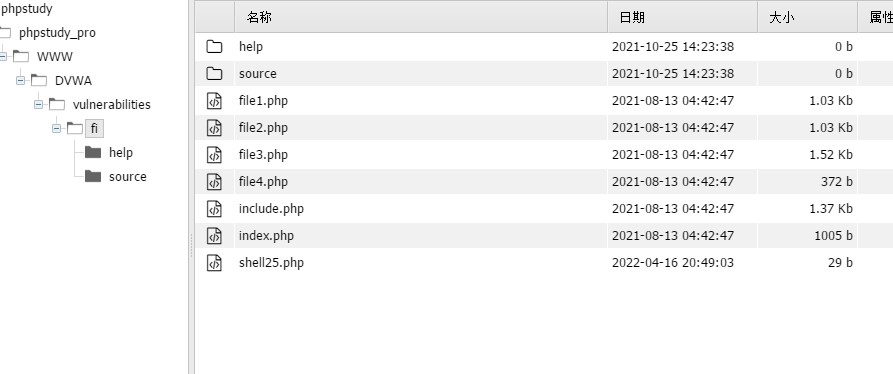 phpstudy
phpstudy_pro
WWW
DVWA
vulnerabilities
fi
help
source
名称 日期 大小 属性
help 2021-10-25 14:23:38 0 b
source 2021-10-25 14:23:38 0 b
file1.php 2021-08-13 04:42:47 1.03 Kb
file2.php 2021-08-13 04:42:47 1.03 Kb
file3.php 2021-08-13 04:42:47 1.52 Kb
file4.php 2021-08-13 04:42:47 372 b
include.php 2021-08-13 04:42:47 1.37 Kb
index.php 2021-08-13 04:42:47 1005 b
shell25.php 2022-04-16 20:49:03 29 b